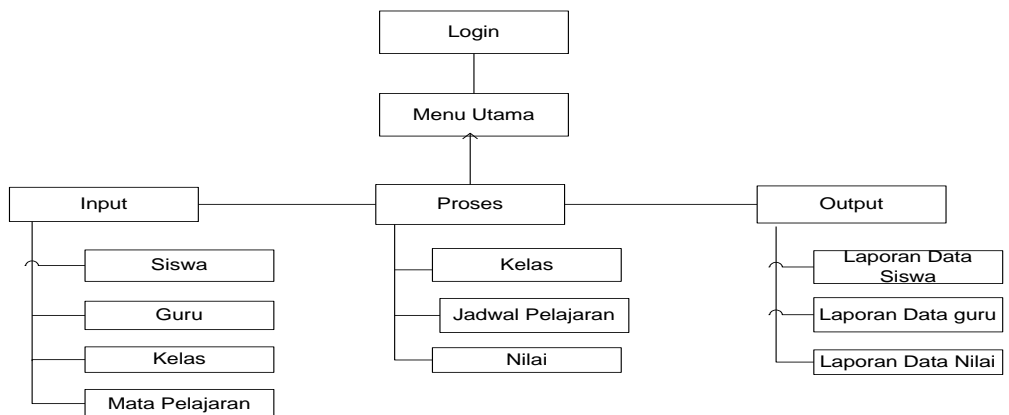 Login
Menu Utama
Input
Proses
Output
Siswa
Guru
Kelas
Mata Pelajaran
Kelas
Jadwal Pelajaran
Nilai
Laporan Data
Siswa
Laporan Data guru
Laporan Data Nilai